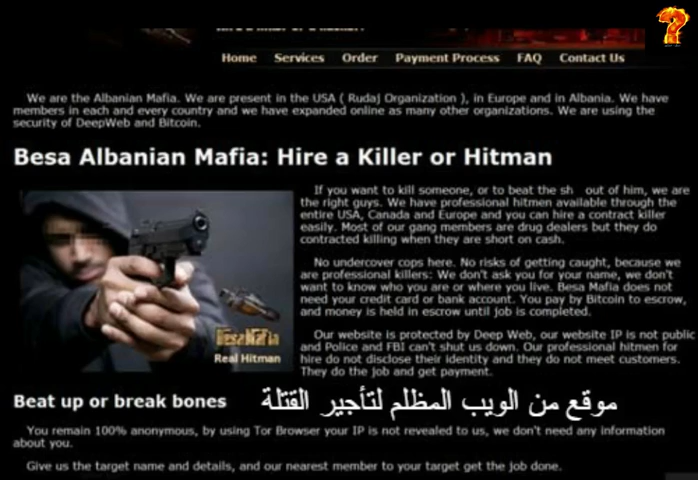 Home Services Order Payment Process FAQ Contact Us
We are the Albanian Mafia. We are present in the USA ( Rudaj Organization ), in Europe and in Albania. We have
members in each and every country and we have expanded online as many other organizations. We are using the
security of DeepWeb and Bitcoin.
Besa Albanian Mafia: Hire a Killer or Hitman
If you want to kill someone, or to beat the sh out of him, we are
the right guys. We have professional hitmen available through the
entire USA, Canada and Europe and you can hire a contract killer
easily. Most of our gang members are drug dealers but they do
contracted killing when they are short on cash.
No undercover cops here. No risks of getting caught, because we
are professional killers: We don't ask you for your name, we don't
want to know who you are or where you live. Besa Mafia does not
need your credit card or bank account. You pay by Bitcoin to escrow,
and money is held in escrow until job is completed.
Our website is protected by Deep Web, our website IP is not public
and Police and FBI can't shut us down. Our professional hitmen for
hire do not disclose their identity and they do not meet customers.
They do the job and get payment.
BesaMafia
Real Hitman
Beat up or break bones
موقع من الويب المظلم لتأجير القتلة
You remain 100% anonymous, by using Tor Browser your IP is not revealed to us, we don't need any information
about you.
Give us the target name and details, and our nearest member to your target get the job done.